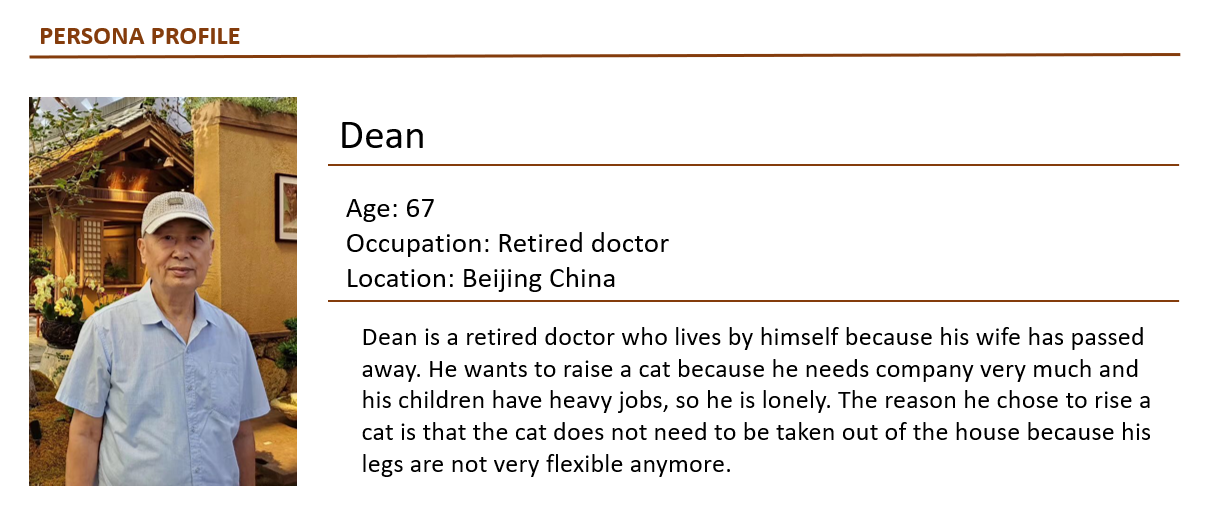 PERSONA PROFILE
Dean
Age: 67
Occupation: Retired doctor
Location: Beijing China
Dean is a retired doctor who lives by himself because his wife has passed
away. He wants to raise a cat because he needs company very much and
his children have heavy jobs, so he is lonely. The reason he chose to rise a
cat is that the cat does not need to be taken out of the house because his
legs are not very flexible anymore.